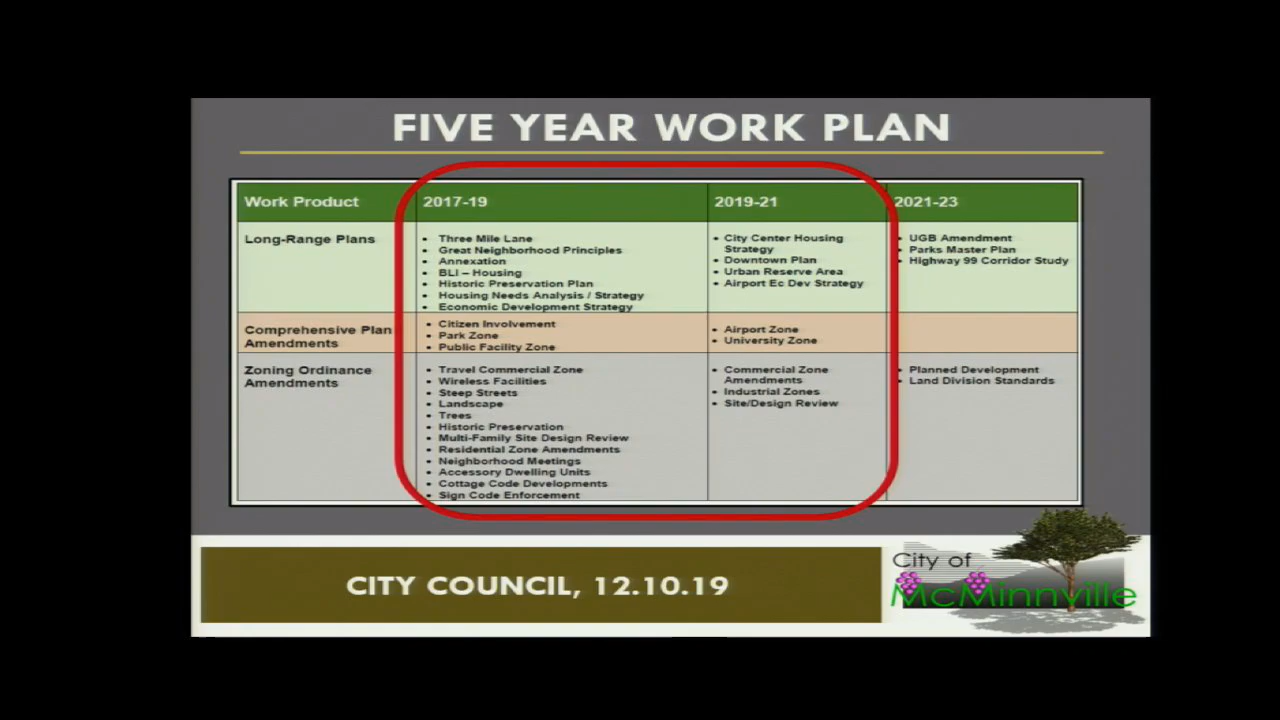 FIVE YEAR WORK PLAN
Work Product
2017-19
2019-21
2021-23
Long-Range Plans
• Three Mile Lane
• Great Neighborhood Principles
• Annexation
• BLI – Housing
• Historic Preservation Plan
• Housing Needs Analysis / Strategy
• Economic Development Strategy
• City Center Housing
Strategy
• Downtown Plan
• Urban Reserve Area
• Airport Ec Dev Strategy
• UGB Amendment
• Parks Master Plan
• Highway 99 Corridor Study
Comprehensive Plan
Amendments
• Citizen Involvement
• Park Zone
• Public Facility Zone
• Airport Zone
• University Zone
Zoning Ordinance
Amendments
• Travel Commercial Zone
• Wireless Facilities
• Steep Streets
• Landscape
• Trees
• Historic Preservation
• Multi-Family Site Design Review
• Residential Zone Amendments
• Neighborhood Meetings
• Accessory Dwelling Units
• Cottage Code Developments
• Sign Code Enforcement
• Commercial Zone
Amendments
• Industrial Zones
• Site/Design Review
• Planned Development
• Land Division Standards
CITY COUNCIL, 12.10.19
City of
McMinnville